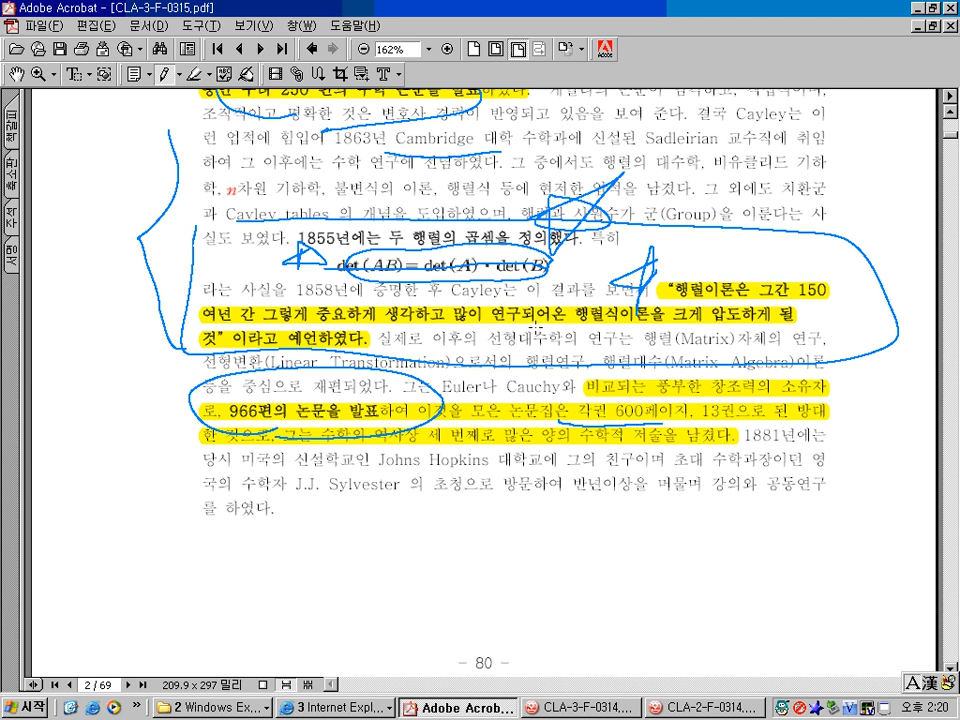 Adobe Acrobat - [CLA-3-F-0315.pdf]
파일(F) 편집(E) 문서(D) 도구(T) 보기(V) 창(W) 도움말(H)
162%
책갈피
축소판
주석
서명
250 편의 수학 논문을 발표하였다.
조직적이고 명확한 것은 변호사 경력이 반영되고 있음을 보여 준다. 결국 Cayley는 이
런 업적에 힘입어 1863년 Cambridge 대학 수학과에 신설된 Sadleirian 교수직에 취임
하여 그 이후에는 수학 연구에 전념하였다. 그 중에서도 행렬의 대수학, 비유클리드 기하
학, n차원 기하학, 불변식의 이론, 행렬식 등에 현저한 업적을 남겼다. 그 외에도 치환군
과 Cayley tables 의 개념을 도입하였으며, 행렬과 사원수가 군(Group)을 이룬다는 사
실도 보였다. 1855년에는 두 행렬의 곱셈을 정의했다. 특히
det(AB)= det(A)・det(B)
라는 사실을 1858년에 증명한 후 Cayley는 이 결과를 보면서 “행렬이론은 그간 150
여년 간 그렇게 중요하게 생각하고 많이 연구되어온 행렬식이론을 크게 압도하게 될
것” 이라고 예언하였다. 실제로 이후의 선형대수학의 연구는 행렬(Matrix)자체의 연구,
선형변환(Linear Transformation)으로서의 행렬연구, 행렬대수(Matrix Algebra)이론
등을 중심으로 재편되었다. 그는 Euler나 Cauchy와 비교되는 풍부한 창조력의 소유자
로, 966편의 논문을 발표하여 이것을 모은 논문집은 각권 600페이지, 13권으로 된 방대
한 것으로, 그는 수학의 역사상 세 번째로 많은 양의 수학적 저술을 남겼다. 1881년에는
당시 미국의 신설학교인 Johns Hopkins 대학교에 그의 친구이며 초대 수학과장이던 영
국의 수학자 J.J. Sylvester 의 초청으로 방문하여 반년이상을 머물며 강의와 공동연구
를 하였다.
- 80 -
2 / 69 209.9 x 297 밀리
A漢
시작 » 2 Windows Ex... 3 Internet Expl... Adobe Acrob... CLA-3-F-0314.... CLA-2-F-0314.... 오후 2:20